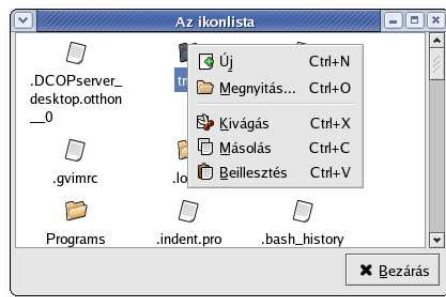 Az ikonlista
.DCOPserver_
desktop.otthon
__0
Új Ctrl+N
Megnyitás... Ctrl+O
Kivágás Ctrl+X
Másolás Ctrl+C
Beillesztés Ctrl+V
.gvimrc
Programs
.indent.pro
.bash_history
Bezárás